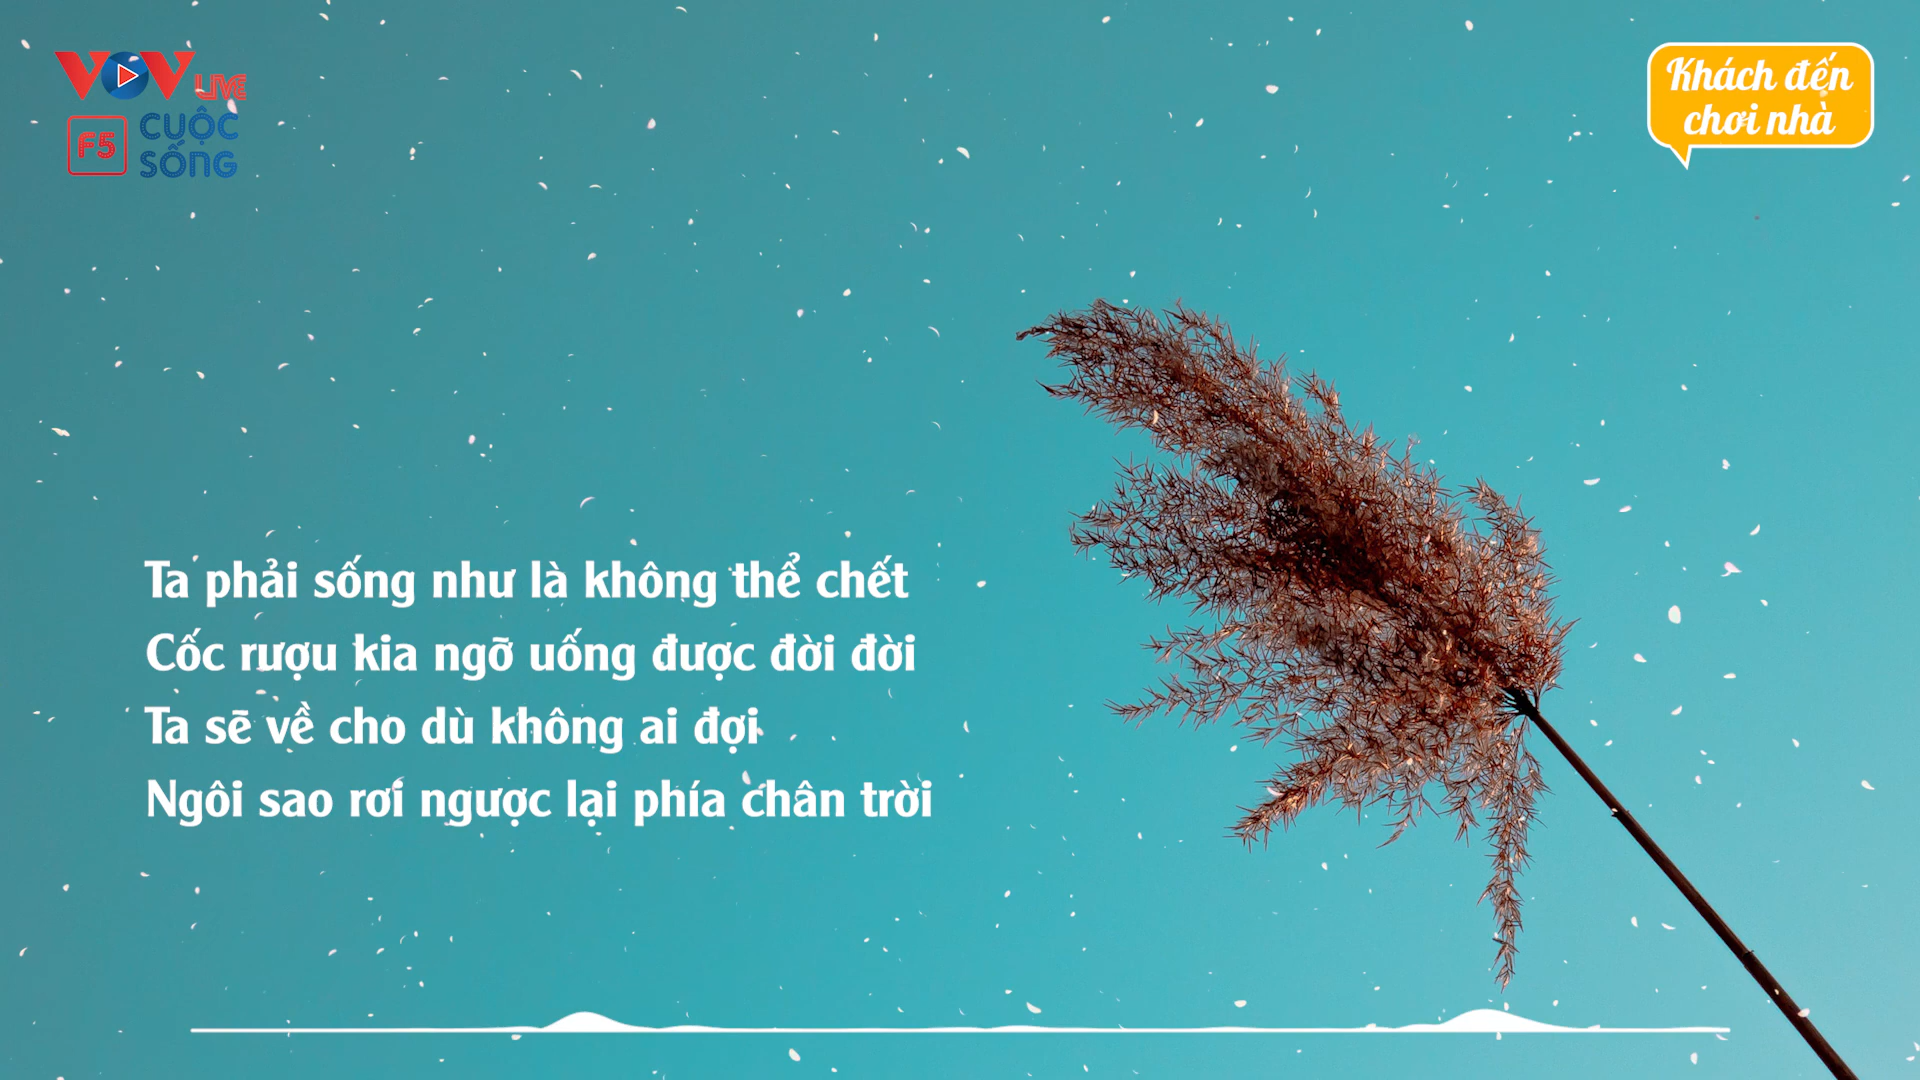 VOV LIVE
F5 CUỘC SỐNG
Khách đến
chơi nhà
Ta phải sống như là không thể chết
Cốc rượu kia ngỡ uống được đời đời
Ta sẽ về cho dù không ai đợi
Ngôi sao rơi ngược lại phía chân trời